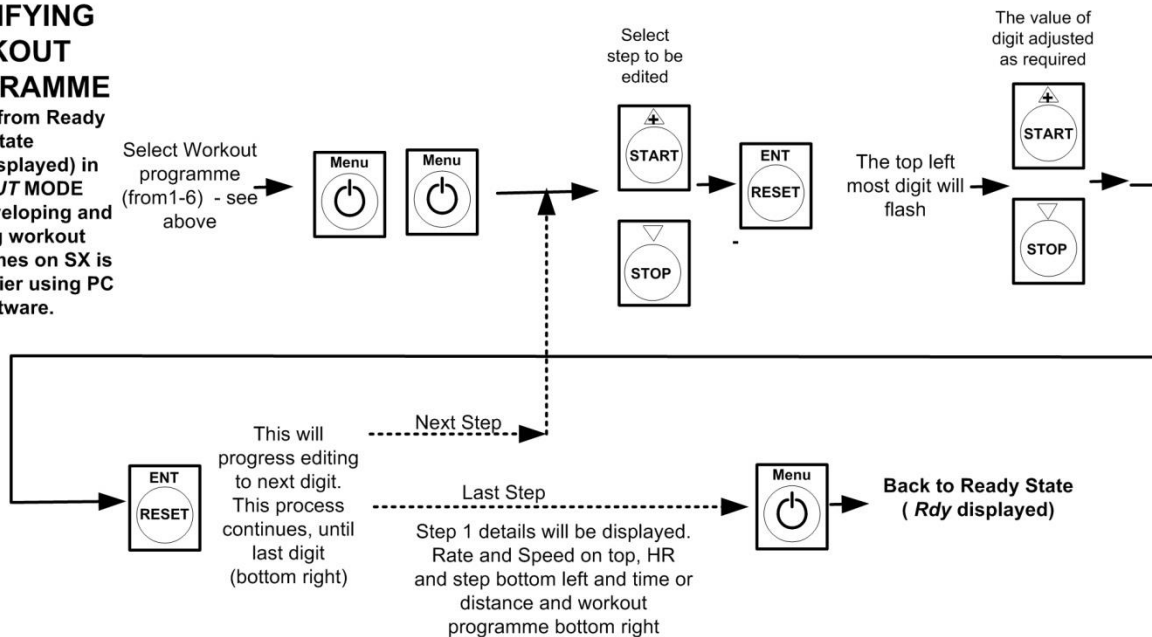 IFYING
KOUT
RAMME
from Ready
tate
splayed) in
UT MODE
veloping and
g workout
mes on SX is
ier using PC
tware.
Select Workout
programme
(from1-6) - see
above
Menu
Menu
Select
step to be
edited
+
START
STOP
ENT
RESET
-
The top left
most digit will
flash
The value of
digit adjusted
as required
+
START
STOP
ENT
RESET
This will
progress editing
to next digit.
This process
continues, until
last digit
(bottom right)
Next Step
Last Step
Step 1 details will be displayed.
Rate and Speed on top, HR
and step bottom left and time or
distance and workout
programme bottom right
Menu
Back to Ready State
( Rdy displayed)